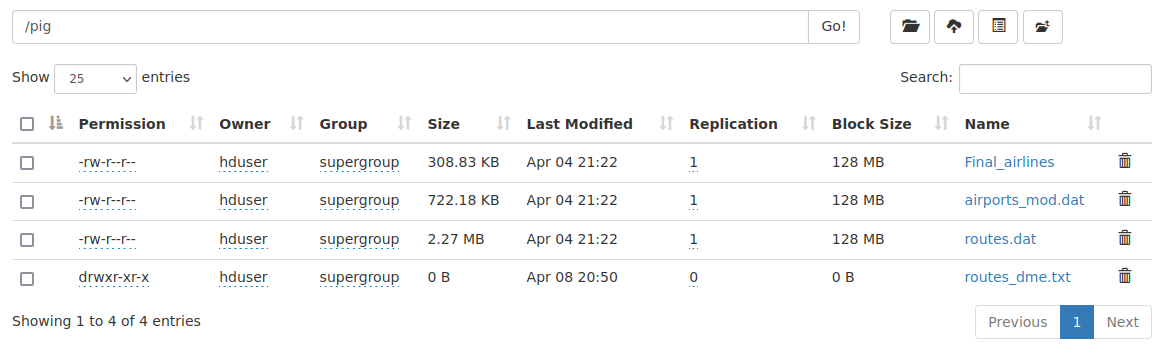 /pig Go!
Show 25 entries Search:
Permission Owner Group Size Last Modified Replication Block Size Name
-rw-r--r-- hduser supergroup 308.83 KB Apr 04 21:22 1 128 MB Final_airlines
-rw-r--r-- hduser supergroup 722.18 KB Apr 04 21:22 1 128 MB airports_mod.dat
-rw-r--r-- hduser supergroup 2.27 MB Apr 04 21:22 1 128 MB routes.dat
drwxr-xr-x hduser supergroup 0 B Apr 08 20:50 0 0 B routes_dme.txt
Showing 1 to 4 of 4 entries Previous 1 Next